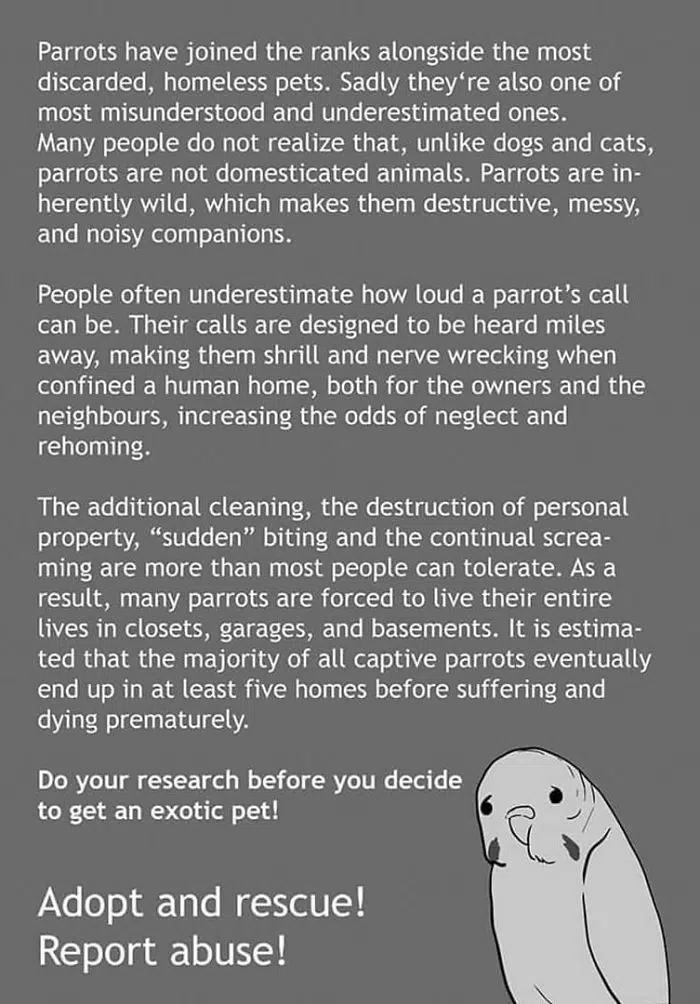 Parrots have joined the ranks alongside the most
discarded, homeless pets. Sadly they‘re also one of
most misunderstood and underestimated ones.
Many people do not realize that, unlike dogs and cats,
parrots are not domesticated animals. Parrots are in-
herently wild, which makes them destructive, messy,
and noisy companions.
People often underestimate how loud a parrot’s call
can be. Their calls are designed to be heard miles
away, making them shrill and nerve wrecking when
confined a human home, both for the owners and the
neighbours, increasing the odds of neglect and
rehoming.
The additional cleaning, the destruction of personal
property, “sudden” biting and the continual screa-
ming are more than most people can tolerate. As a
result, many parrots are forced to live their entire
lives in closets, garages, and basements. It is estima-
ted that the majority of all captive parrots eventually
end up in at least five homes before suffering and
dying prematurely.
Do your research before you decide
to get an exotic pet!
Adopt and rescue!
Report abuse!